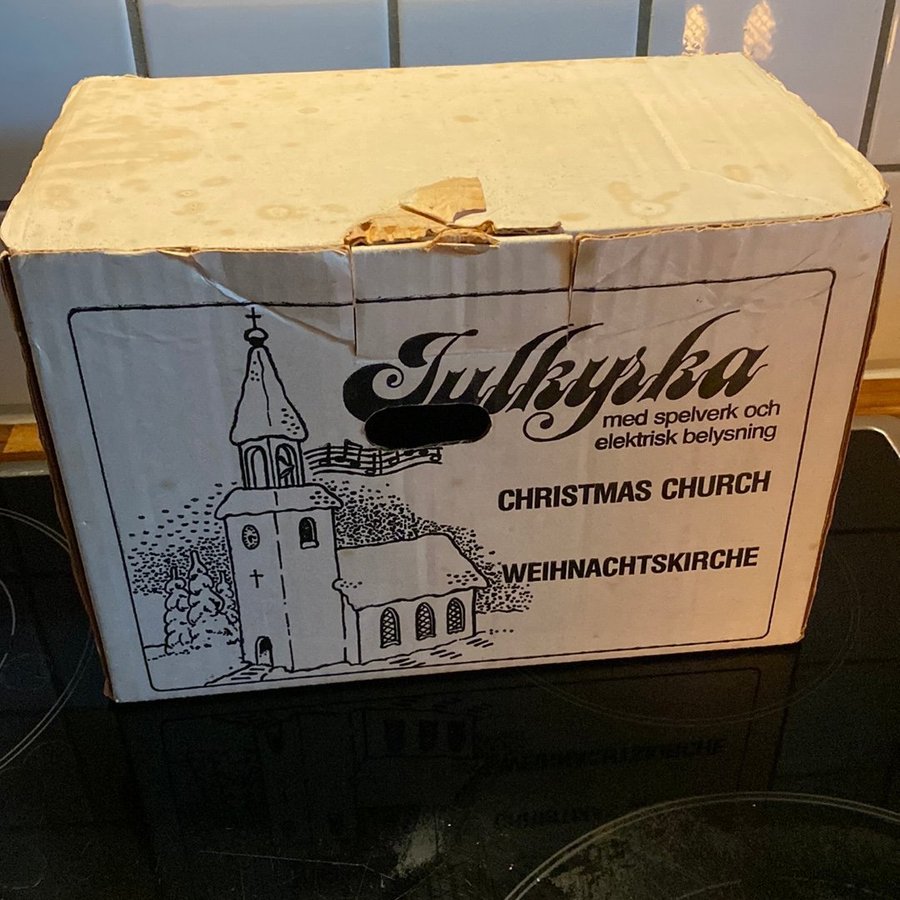 Julkyrka
med spelverk och
elektrisk belysning
CHRISTMAS CHURCH
WEIHNACHTSKIRCHE